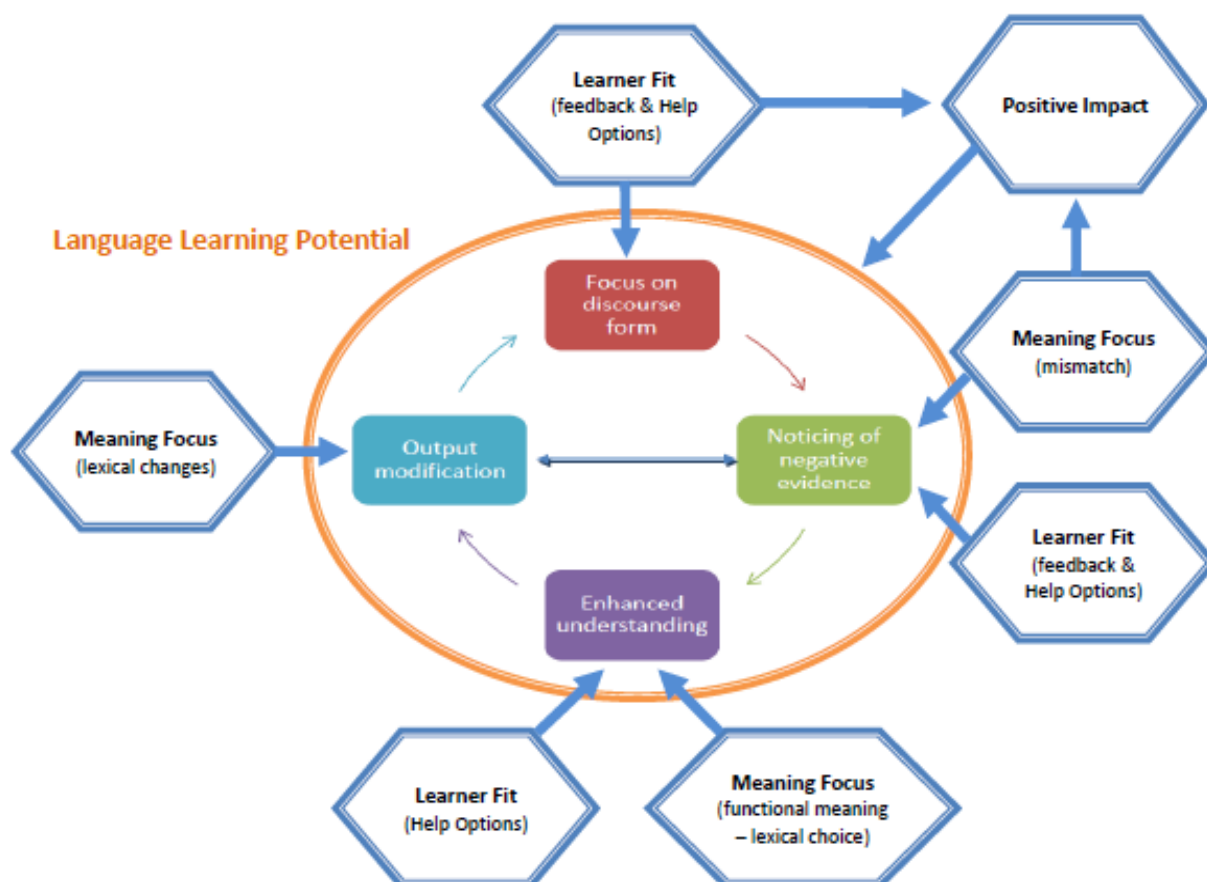 Learner Fit
(feedback & Help
Options)
Positive Impact
Language Learning Potential
Focus on
discourse
form
Meaning Focus
(mismatch)
Meaning Focus
(lexical changes)
Output
modification
Noticing of
negative
evidence
Learner Fit
(feedback &
Help Options)
Enhanced
understanding
Learner Fit
(Help Options)
Meaning Focus
(functional meaning
– lexical choice)